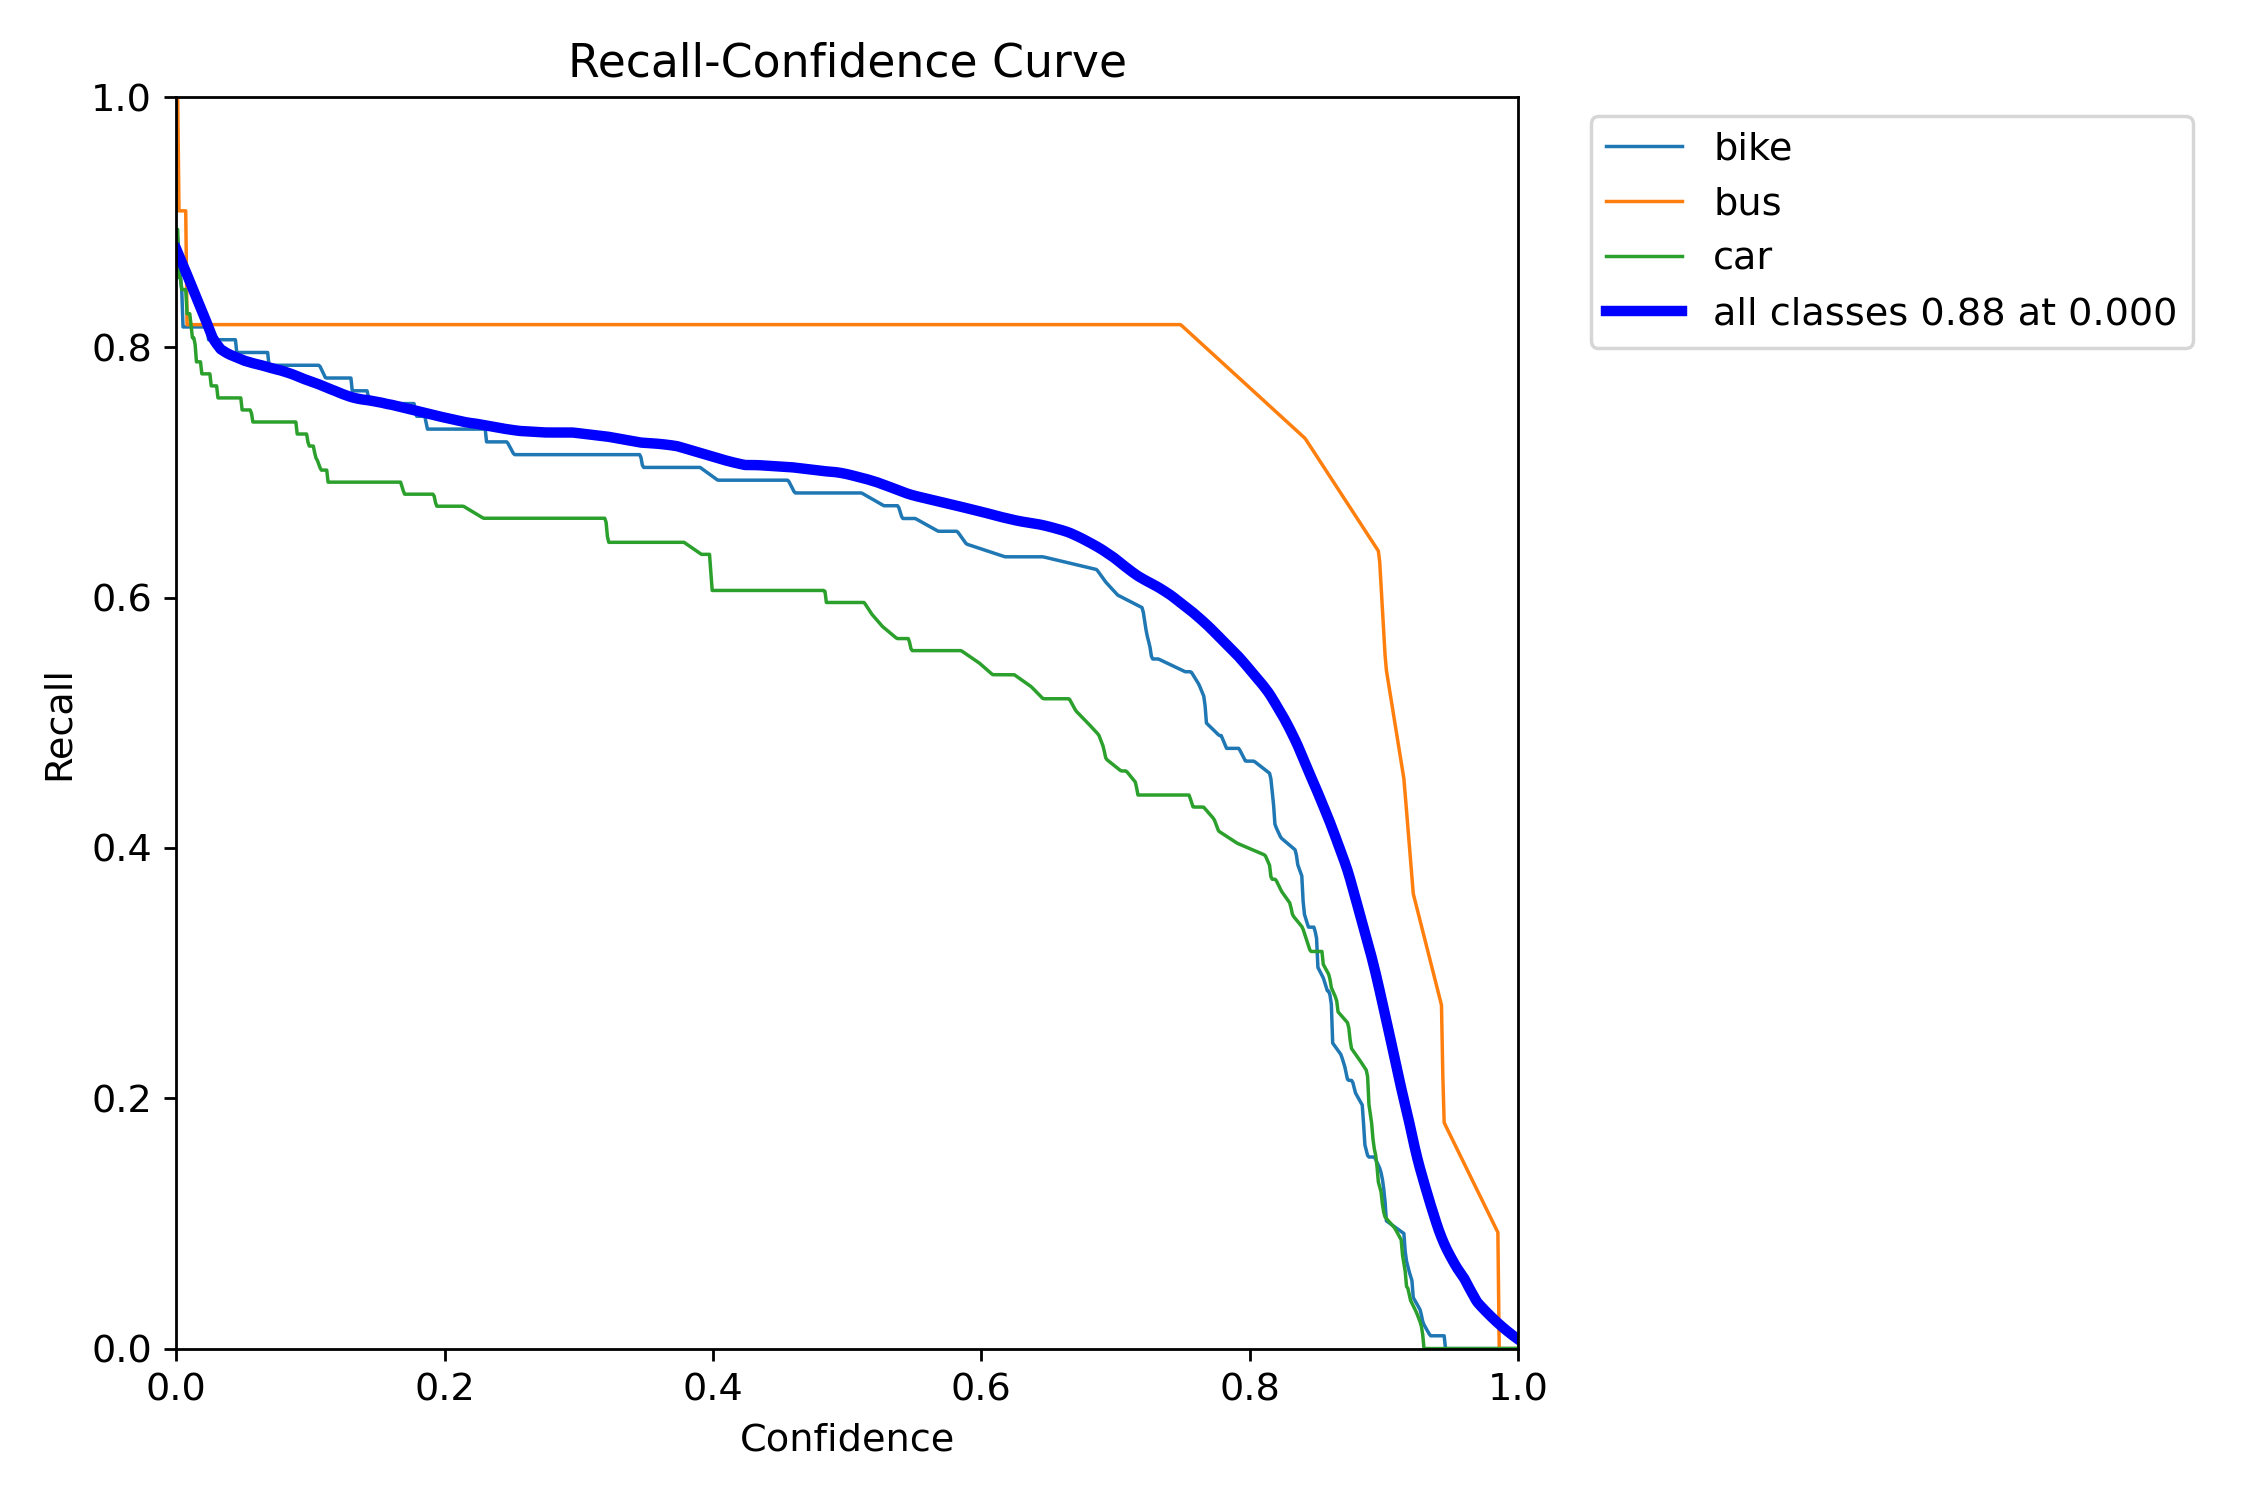 Recall-Confidence Curve
1.0
0.8
0.6
0.4
0.2
0.0
Recall
0.0 0.2 0.4 0.6 0.8 1.0
Confidence
bike
bus
car
all classes 0.88 at 0.000